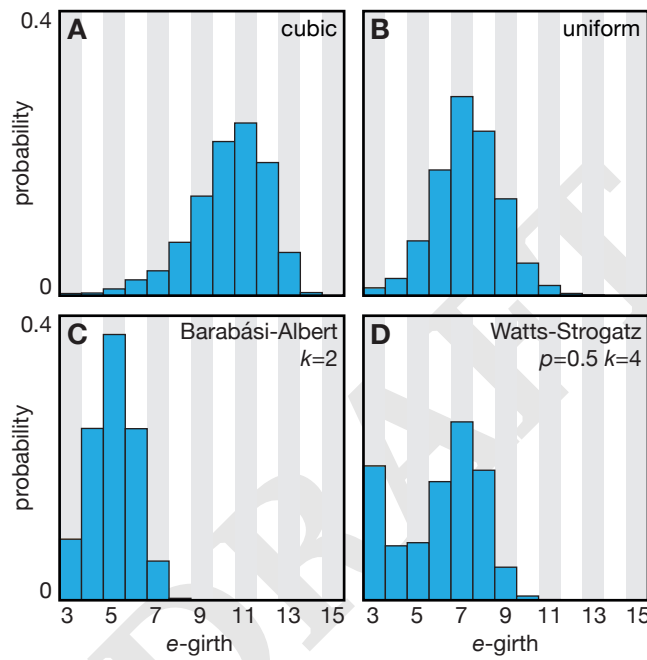 0.4
A
cubic
B
uniform
probability
0
0.4
C
Barabási-Albert
k=2
D
Watts-Strogatz
p=0.5 k=4
probability
0
3 5 7 9 11 13 15
3 5 7 9 11 13 15
e-girth
e-girth
DRAFT